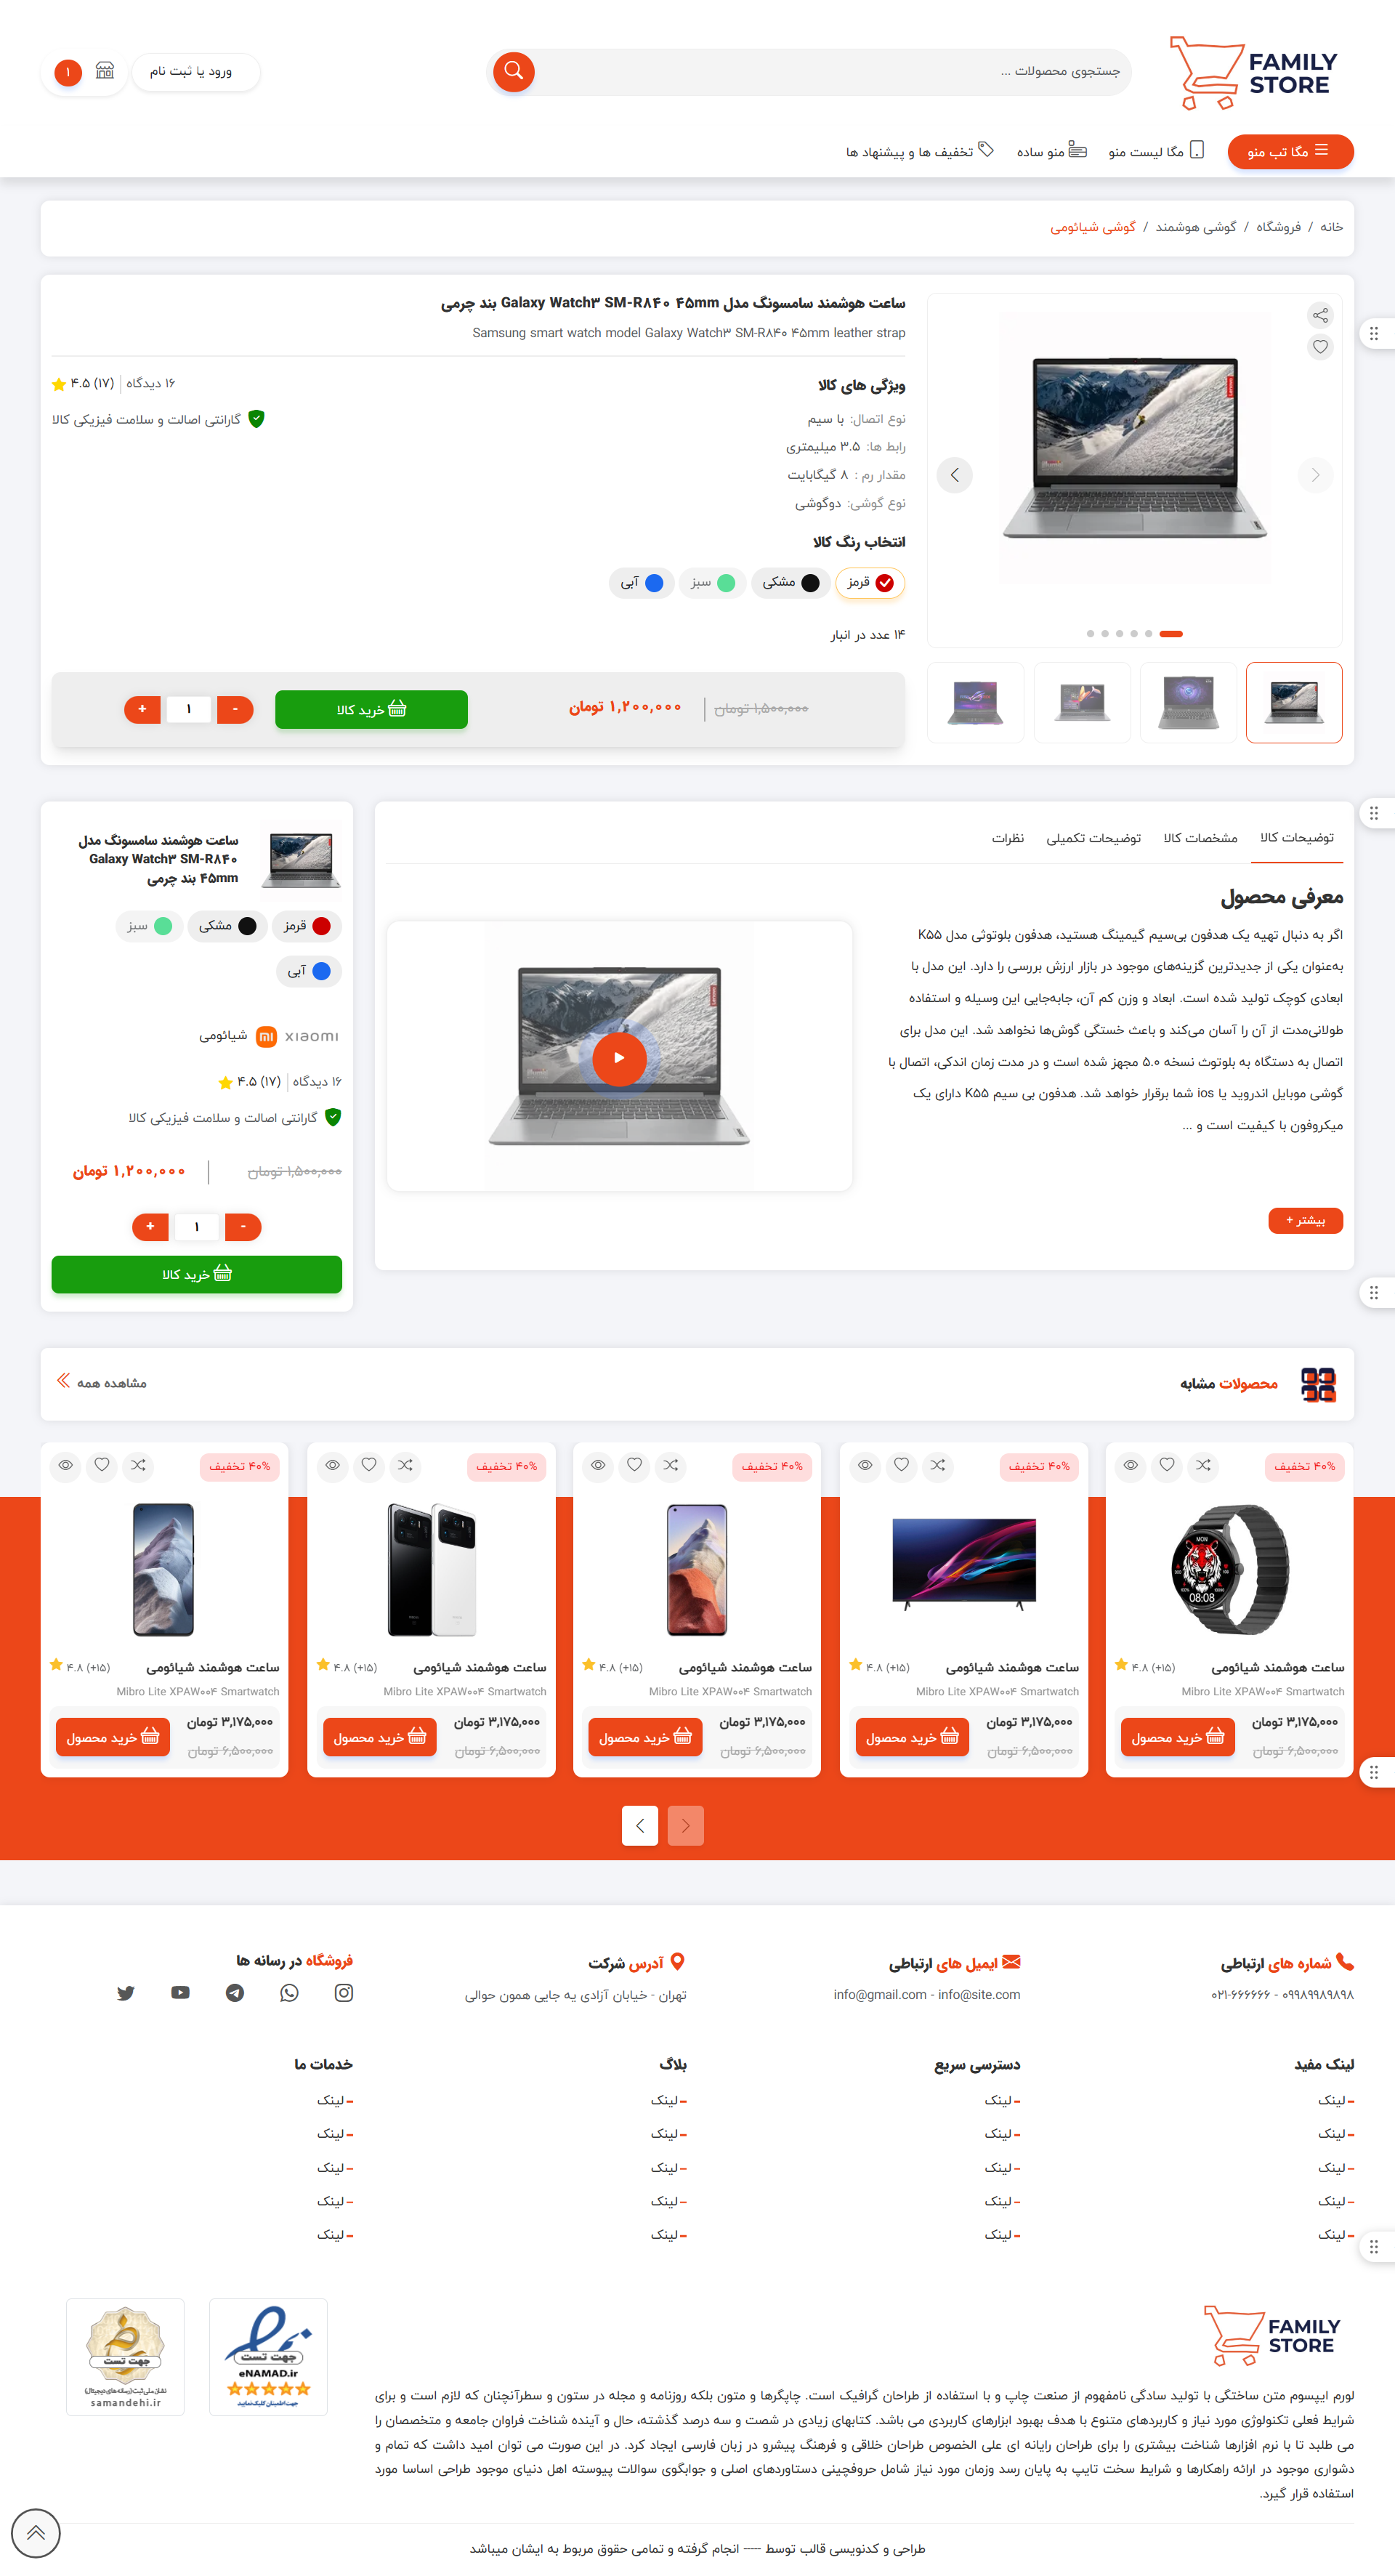 FAMILY
STORE
جستجوی محصولات ...
ورود یا ثبت نام
۱
مگا تب منو
مگا لیست منو
منو ساده
تخفیف ها و پیشنهاد ها
خانه / فروشگاه / گوشی هوشمند / گوشی شیائومی
ساعت هوشمند سامسونگ مدل Galaxy Watch۳ SM-R۸۴۰ ۴۵mm بند چرمی
Samsung smart watch model Galaxy Watch۳ SM-R۸۴۰ ۴۵mm leather strap
ویژگی های کالا
۱۶ دیدگاه
۴.۵ (۱۷)
نوع اتصال: با سیم
گارانتی اصالت و سلامت فیزیکی کالا
رابط ها: ۳.۵ میلیمتری
مقدار رم : ۸ گیگابایت
نوع گوشی: دوگوشی
انتخاب رنگ کالا
قرمز
مشکی
سبز
آبی
۱۴ عدد در انبار
۱,۵۰۰,۰۰۰ تومان
۱,۲۰۰,۰۰۰ تومان
خرید کالا
- ۱ +
توضیحات کالا
مشخصات کالا
توضیحات تکمیلی
نظرات
معرفی محصول
اگر به دنبال تهیه یک هدفون بی‌سیم گیمینگ هستید، هدفون بلوتوثی مدل K۵۵
به‌عنوان یکی از جدیدترین گزینه‌های موجود در بازار ارزش بررسی را دارد. این مدل با
ابعادی کوچک تولید شده است. ابعاد و وزن کم آن، جابه‌جایی این وسیله و استفاده
طولانی‌مدت از آن را آسان می‌کند و باعث خستگی گوش‌ها نخواهد شد. این مدل برای
اتصال به دستگاه به بلوتوث نسخه ۵.۰ مجهز شده است و در مدت زمان اندکی، اتصال با
گوشی موبایل اندروید یا ios شما برقرار خواهد شد. هدفون بی سیم K۵۵ دارای یک
میکروفون با کیفیت است و ...
بیشتر +
ساعت هوشمند سامسونگ مدل
Galaxy Watch۳ SM-R۸۴۰
۴۵mm بند چرمی
قرمز
مشکی
سبز
آبی
xiaomi
mi
شیائومی
۱۶ دیدگاه
۴.۵ (۱۷)
گارانتی اصالت و سلامت فیزیکی کالا
۱,۵۰۰,۰۰۰ تومان
۱,۲۰۰,۰۰۰ تومان
- ۱ +
خرید کالا
محصولات مشابه
مشاهده همه
۴۰% تخفیف
۴۰% تخفیف
۴۰% تخفیف
۴۰% تخفیف
۴۰% تخفیف
08:08
ساعت هوشمند شیائومی
۴.۸ (۱۵+)
Mibro Lite XPAW۰۰۴ Smartwatch
۳,۱۷۵,۰۰۰ تومان
۶,۵۰۰,۰۰۰ تومان
خرید محصول
ساعت هوشمند شیائومی
۴.۸ (۱۵+)
Mibro Lite XPAW۰۰۴ Smartwatch
۳,۱۷۵,۰۰۰ تومان
۶,۵۰۰,۰۰۰ تومان
خرید محصول
ساعت هوشمند شیائومی
۴.۸ (۱۵+)
Mibro Lite XPAW۰۰۴ Smartwatch
۳,۱۷۵,۰۰۰ تومان
۶,۵۰۰,۰۰۰ تومان
خرید محصول
ساعت هوشمند شیائومی
۴.۸ (۱۵+)
Mibro Lite XPAW۰۰۴ Smartwatch
۳,۱۷۵,۰۰۰ تومان
۶,۵۰۰,۰۰۰ تومان
خرید محصول
ساعت هوشمند شیائومی
۴.۸ (۱۵+)
Mibro Lite XPAW۰۰۴ Smartwatch
۳,۱۷۵,۰۰۰ تومان
۶,۵۰۰,۰۰۰ تومان
خرید محصول
شماره های ارتباطی
۰۲۱-۶۶۶۶۶۶ - ۰۹۹۸۹۹۸۹۸۹۸
ایمیل های ارتباطی
info@gmail.com - info@site.com
آدرس شرکت
تهران - خیابان آزادی یه جایی همون حوالی
فروشگاه در رسانه ها
لینک مفید
لینک
لینک
لینک
لینک
لینک
دسترسی سریع
لینک
لینک
لینک
لینک
لینک
بلاگ
لینک
لینک
لینک
لینک
لینک
خدمات ما
لینک
لینک
لینک
لینک
لینک
FAMILY
STORE
لورم ایپسوم متن ساختگی با تولید سادگی نامفهوم از صنعت چاپ و با استفاده از طراحان گرافیک است. چاپگرها و متون بلکه روزنامه و مجله در ستون و سطرآنچنان که لازم است و برای
شرایط فعلی تکنولوژی مورد نیاز و کاربردهای متنوع با هدف بهبود ابزارهای کاربردی می باشد. کتابهای زیادی در شصت و سه درصد گذشته، حال و آینده شناخت فراوان جامعه و متخصصان را
می طلبد تا با نرم افزارها شناخت بیشتری را برای طراحان رایانه ای علی الخصوص طراحان خلاقی و فرهنگ پیشرو در زبان فارسی ایجاد کرد. در این صورت می توان امید داشت که تمام و
دشواری موجود در ارائه راهکارها و شرایط سخت تایپ به پایان رسد وزمان مورد نیاز شامل حروفچینی دستاوردهای اصلی و جوابگوی سوالات پیوسته اهل دنیای موجود طراحی اساسا مورد
استفاده قرار گیرد.
جهت تست
eNAMAD.ir
جهت اطمینان کلیک نمایید
جهت تست
نشان ملی ثبت (رسانه های دیجیتال)
samandehi.ir
طراحی و کدنویسی قالب توسط ----- انجام گرفته و تمامی حقوق مربوط به ایشان میباشد